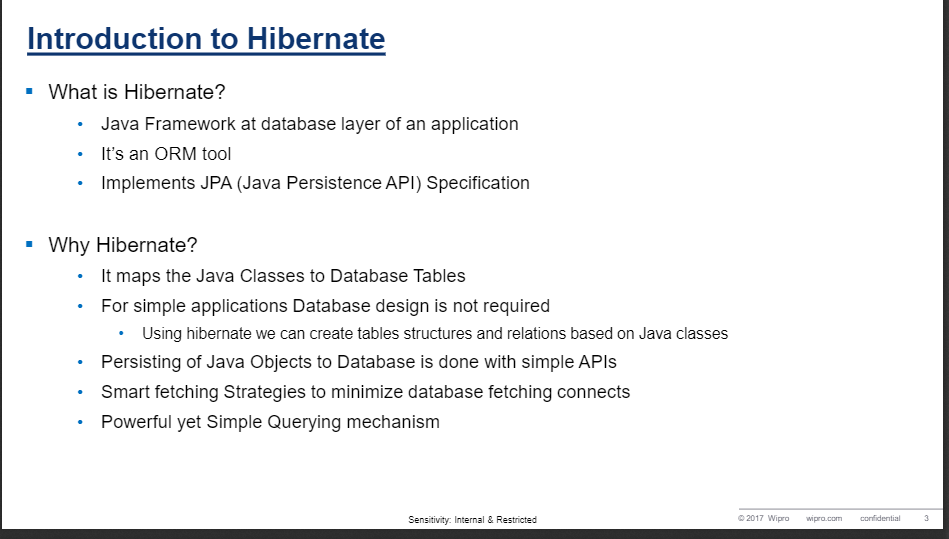 Introduction to Hibernate
▪ What is Hibernate?
• Java Framework at database layer of an application
• It's an ORM tool
• Implements JPA (Java Persistence API) Specification
▪ Why Hibernate?
• It maps the Java Classes to Database Tables
• For simple applications Database design is not required
• Using hibernate we can create tables structures and relations based on Java classes
• Persisting of Java Objects to Database is done with simple APIs
• Smart fetching Strategies to minimize database fetching connects
• Powerful yet Simple Querying mechanism
Sensitivity: Internal & Restricted
© 2017 Wipro wipro.com confidential 3